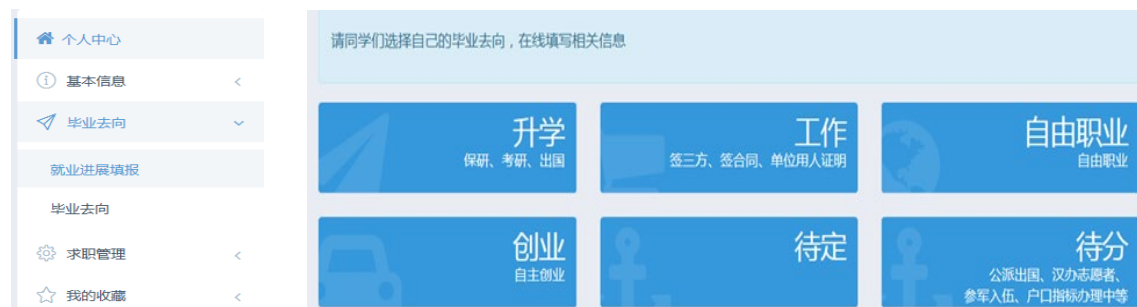 个人中心
基本信息
毕业去向
就业进展填报
毕业去向
求职管理
我的收藏
请同学们选择自己的毕业去向，在线填写相关信息
升学
保研、考研、出国
工作
签三方、签合同、单位用人证明
自由职业
自由职业
创业
自主创业
待定
待分
公派出国、汉办志愿者、
参军入伍、户口指标办理中等